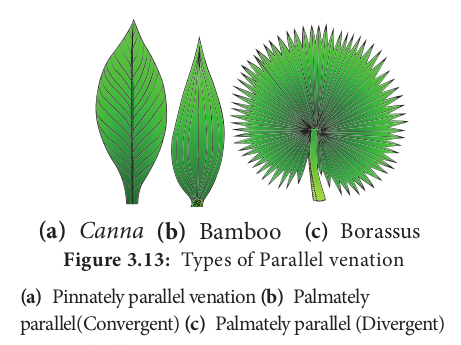 (a) Canna (b) Bamboo (c) Borassus
Figure 3.13: Types of Parallel venation
(a) Pinnately parallel venation (b) Palmately
parallel(Convergent) (c) Palmately parallel (Divergent)